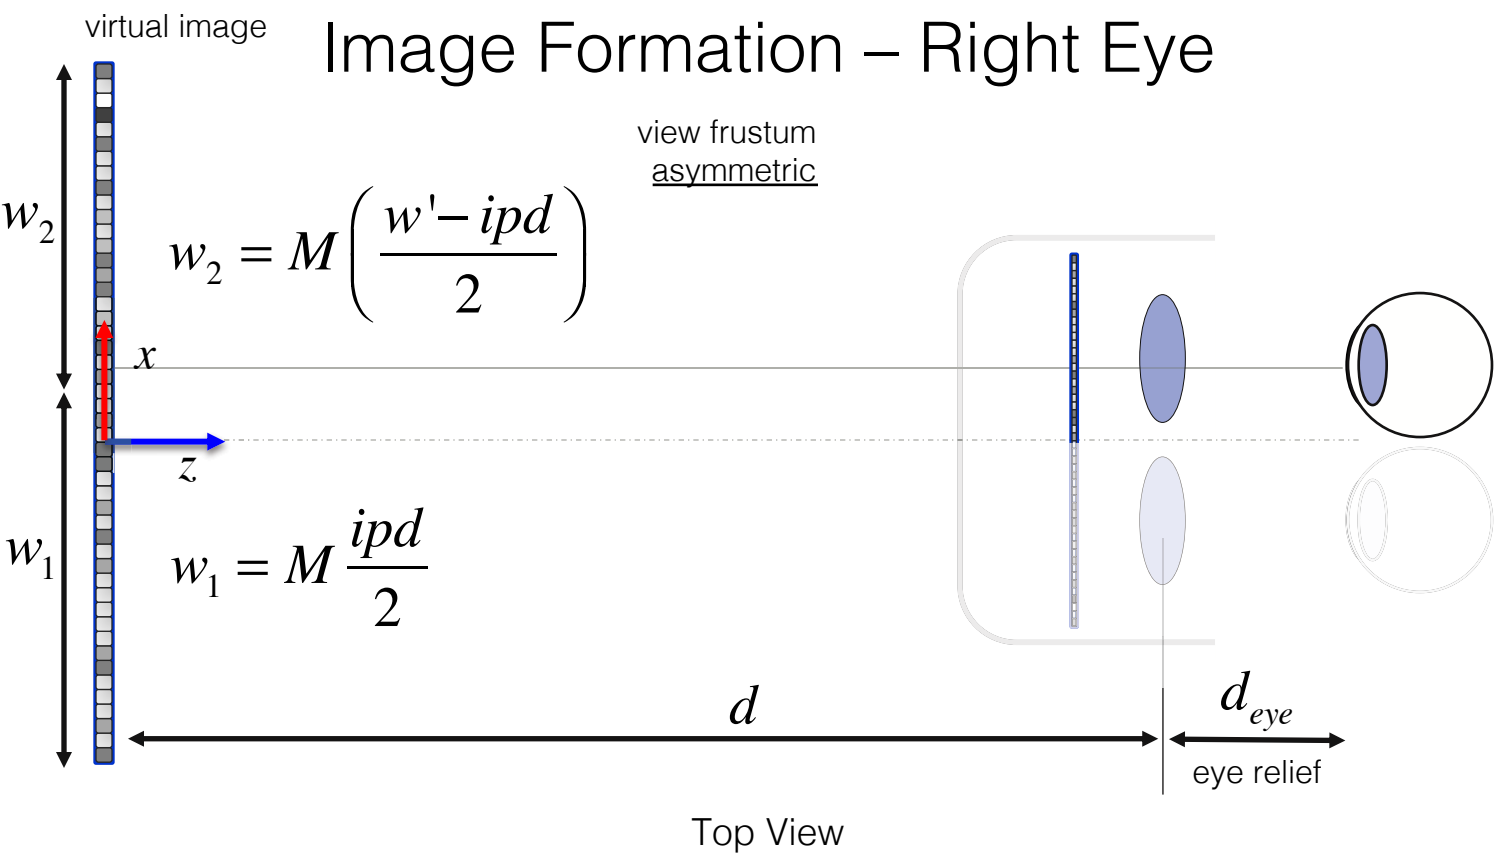 virtual image
Image Formation – Right Eye
view frustum
asymmetric
w₂
w₂ = M ( (w'– ipd) / 2 )
x
z
w₁
w₁ = M ipd / 2
d
d_eye
eye relief
Top View